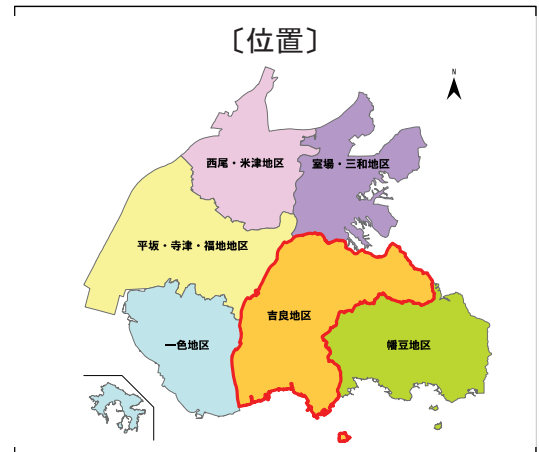 〔位置〕
N
西尾・米津地区
室場・三和地区
平坂・寺津・福地地区
吉良地区
一色地区
幡豆地区